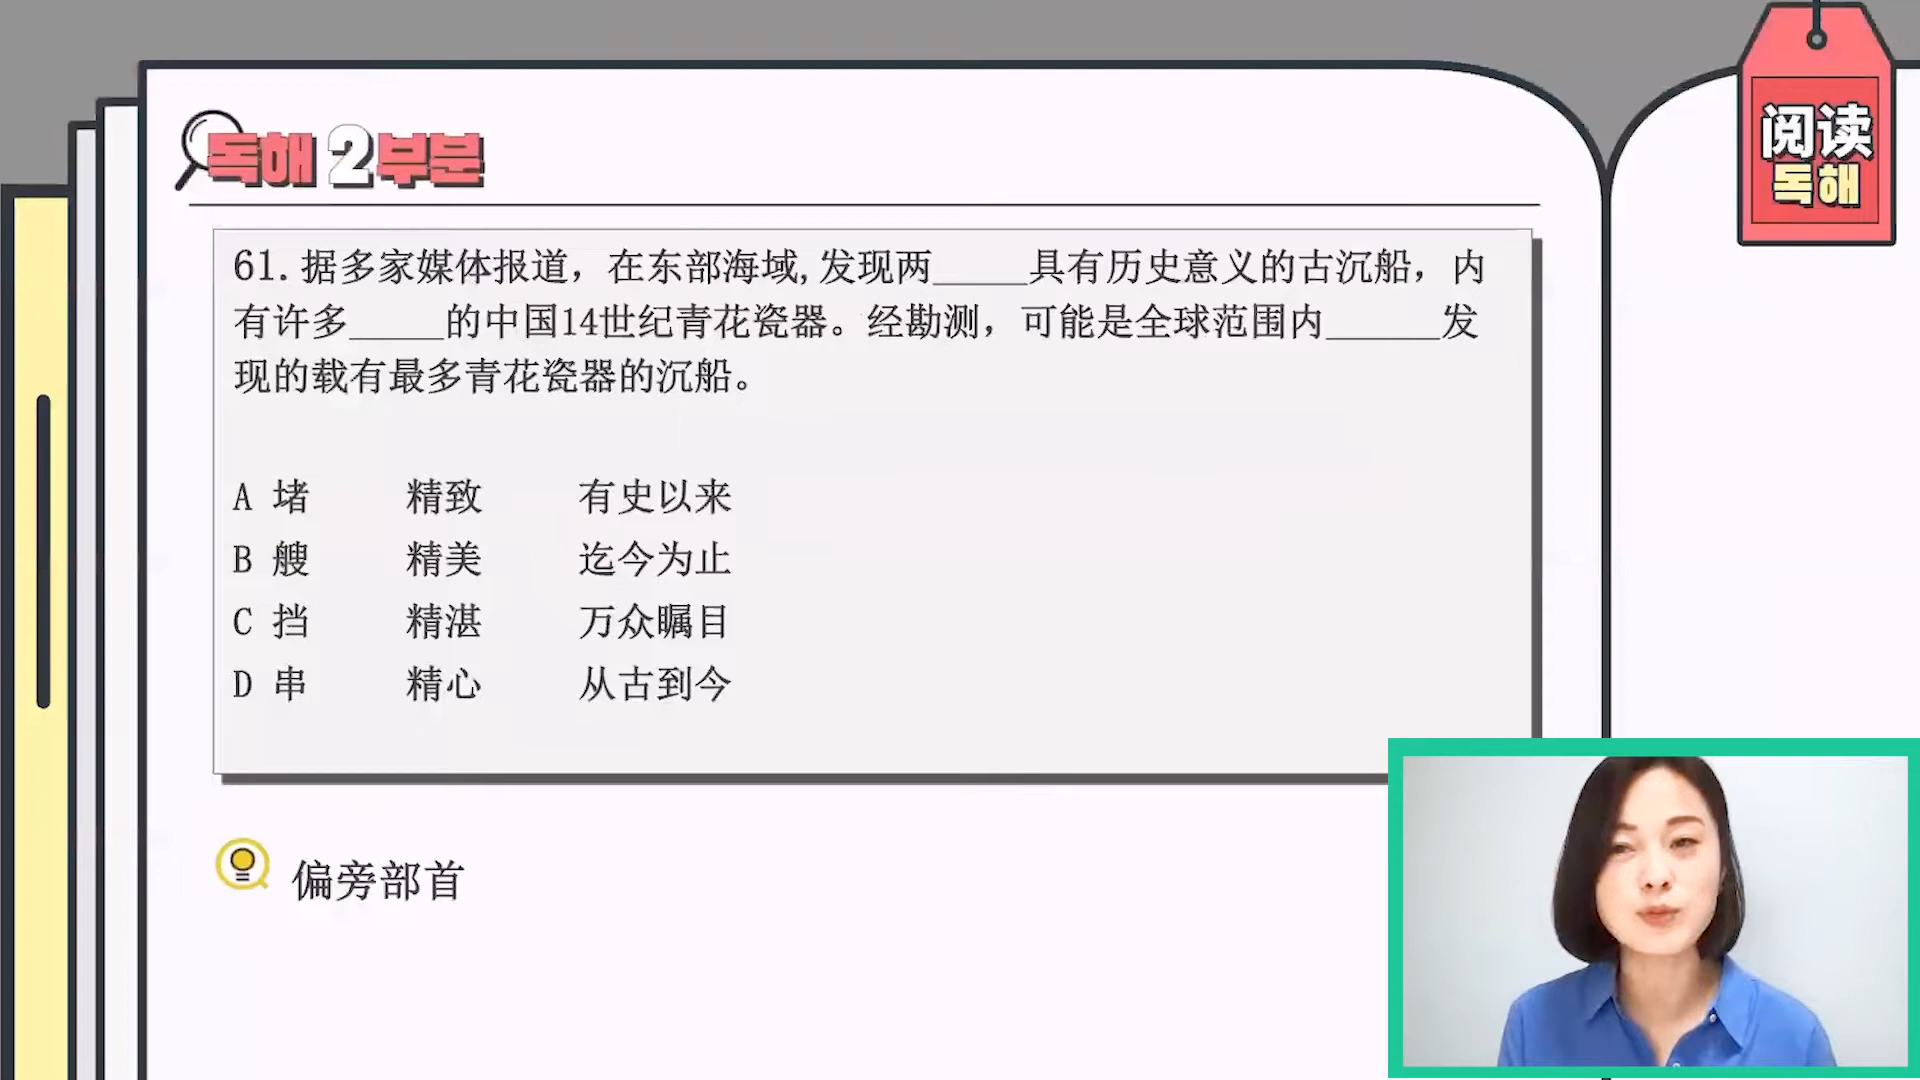 독해 2 부분
阅读
독해
61.据多家媒体报道，在东部海域,发现两_____具有历史意义的古沉船，内
有许多_____的中国14世纪青花瓷器。经勘测，可能是全球范围内______发
现的载有最多青花瓷器的沉船。
A 堵 精致 有史以来
B 艘 精美 迄今为止
C 挡 精湛 万众瞩目
D 串 精心 从古到今
偏旁部首